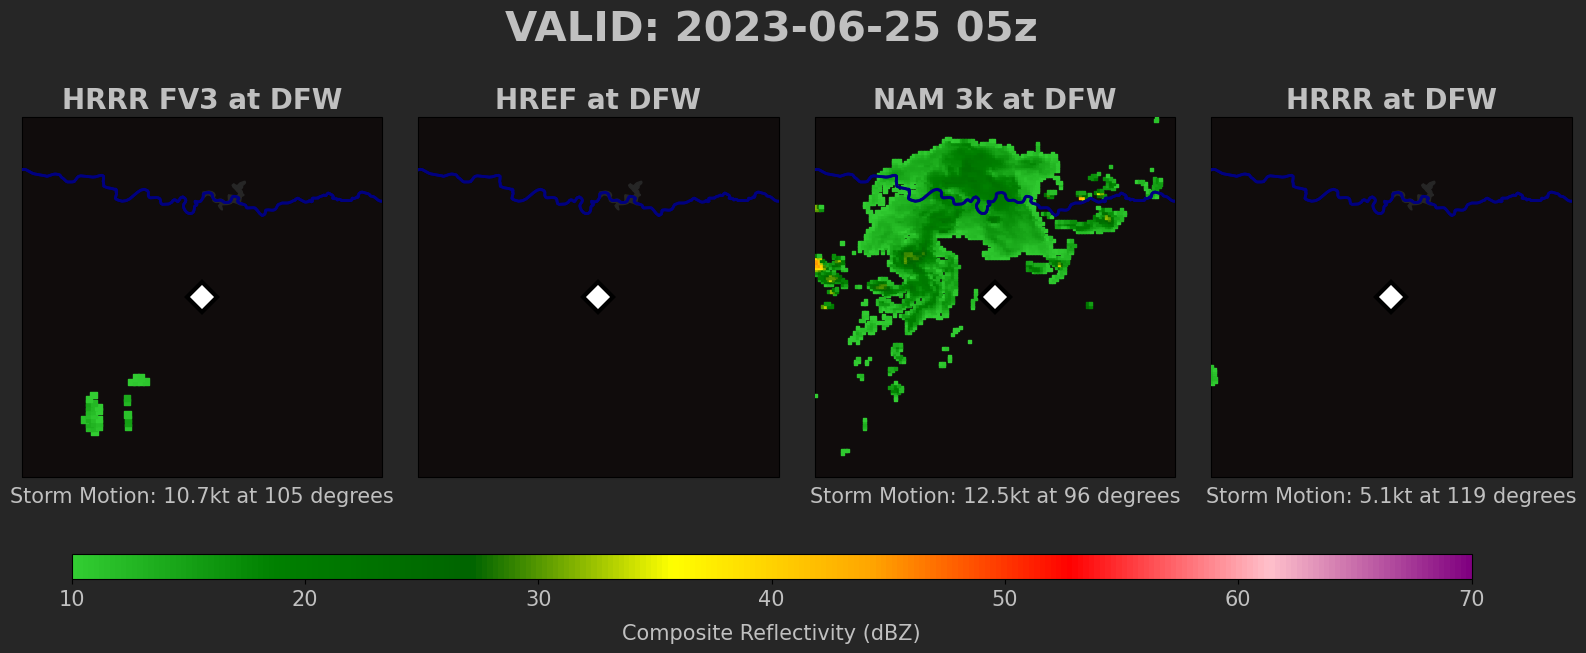 VALID: 2023-06-25 05z
HRRR FV3 at DFW
HREF at DFW
NAM 3k at DFW
HRRR at DFW
Storm Motion: 10.7kt at 105 degrees
Storm Motion: 12.5kt at 96 degrees
Storm Motion: 5.1kt at 119 degrees
10 20 30 40 50 60 70
Composite Reflectivity (dBZ)